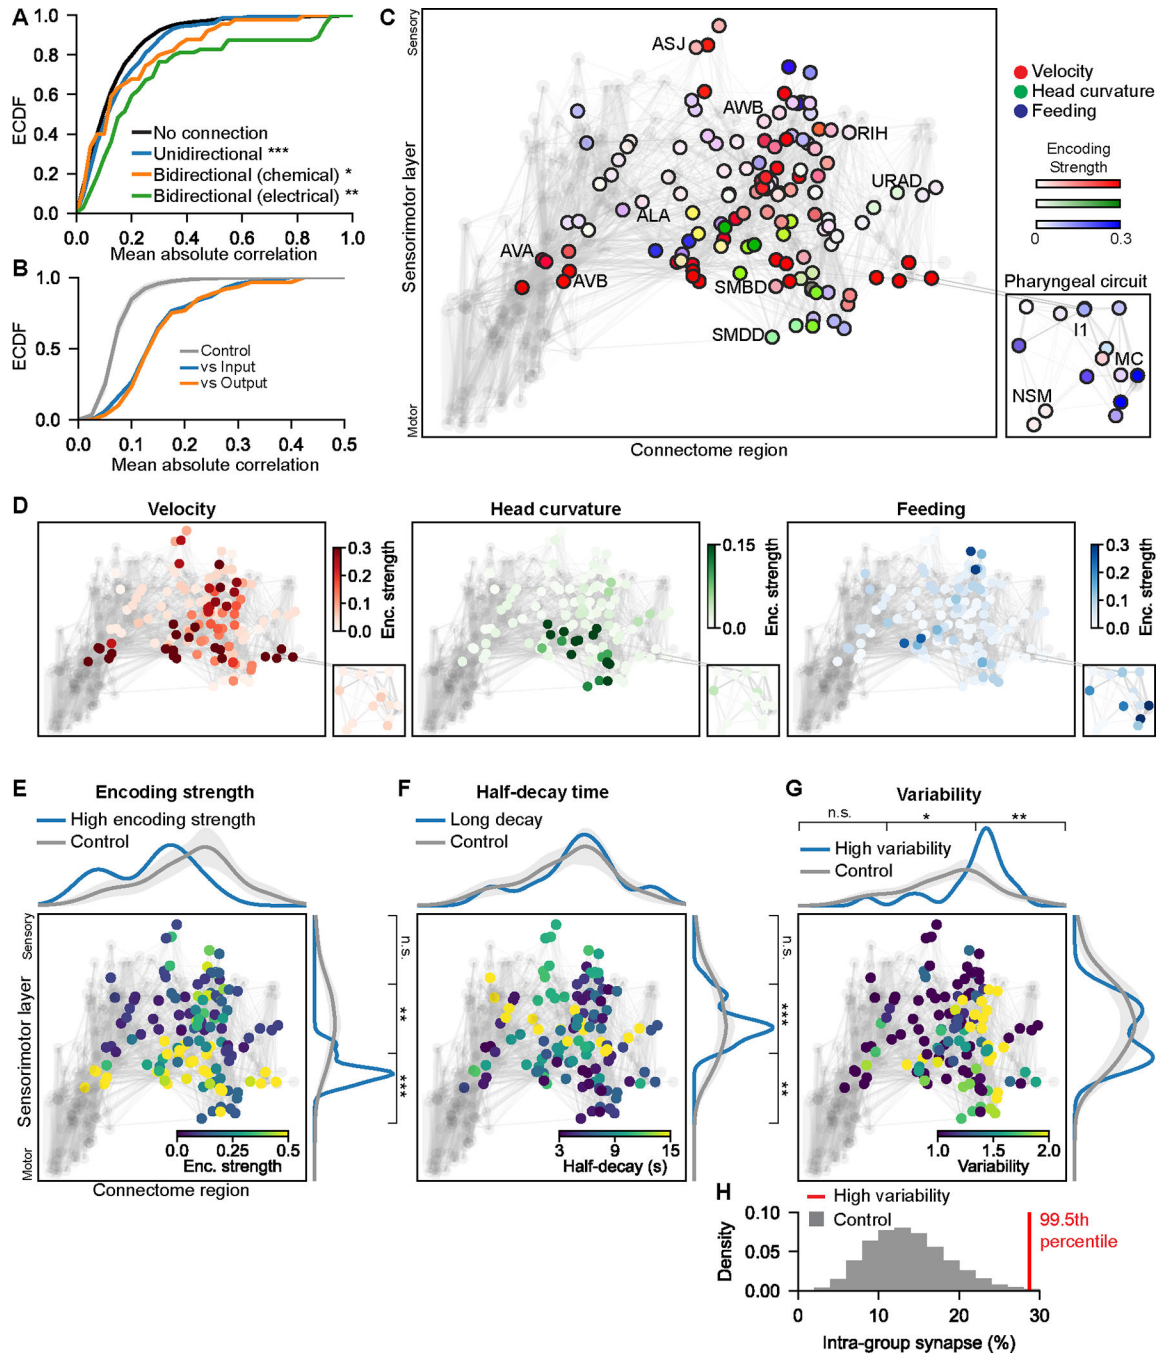 A
ECDF
1.0
0.8
0.6
0.4
0.2
0.0
No connection
Unidirectional ***
Bidirectional (chemical) *
Bidirectional (electrical) **
0.0 0.2 0.4 0.6 0.8 1.0
Mean absolute correlation
B
ECDF
1.0
0.5
0.0
Control
vs Input
vs Output
0.0 0.1 0.2 0.3 0.4 0.5
Mean absolute correlation
C
Sensory
Sensorimotor layer
Motor
ASJ
AWB
RIH
URAD
ALA
AVA
AVB
SMBD
SMDD
Connectome region
Velocity
Head curvature
Feeding
Encoding
Strength
0 0.3
Pharyngeal circuit
I1
MC
NSM
D
Velocity
0.3
0.2
0.1
0.0
Enc. strength
Head curvature
0.15
0.0
Enc. strength
Feeding
0.3
0.2
0.1
0.0
Enc. strength
E
Encoding strength
High encoding strength
Control
Sensory
Sensorimotor layer
Motor
n.s.
**
***
0.0 0.25 0.5
Enc. strength
Connectome region
F
Half-decay time
Long decay
Control
n.s.
***
**
3 9 15
Half-decay (s)
G
Variability
n.s. * **
High variability
Control
1.0 1.5 2.0
Variability
H
High variability
Control
99.5th
percentile
Density
0.10
0.05
0.00
0 10 20 30
Intra-group synapse (%)